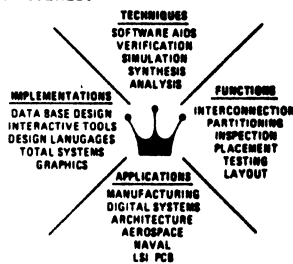 TECHNIQUES
SOFTWARE AIDS
VERIFICATION
SIMULATION
SYNTHESIS
ANALYSIS
IMPLEMENTATIONS
DATA BASE DESIGN
INTERACTIVE TOOLS
DESIGN LANUGAGES
TOTAL SYSTEMS
GRAPHICS
FUNCTIONS
INTERCONNECTION
PARTITIONING
INSPECTION
PLACEMENT
TESTING
LAYOUT
APPLICATIONS
MANUFACTURING
DIGITAL SYSTEMS
ARCHITECTURE
AEROSPACE
NAVAL
LSI PCB